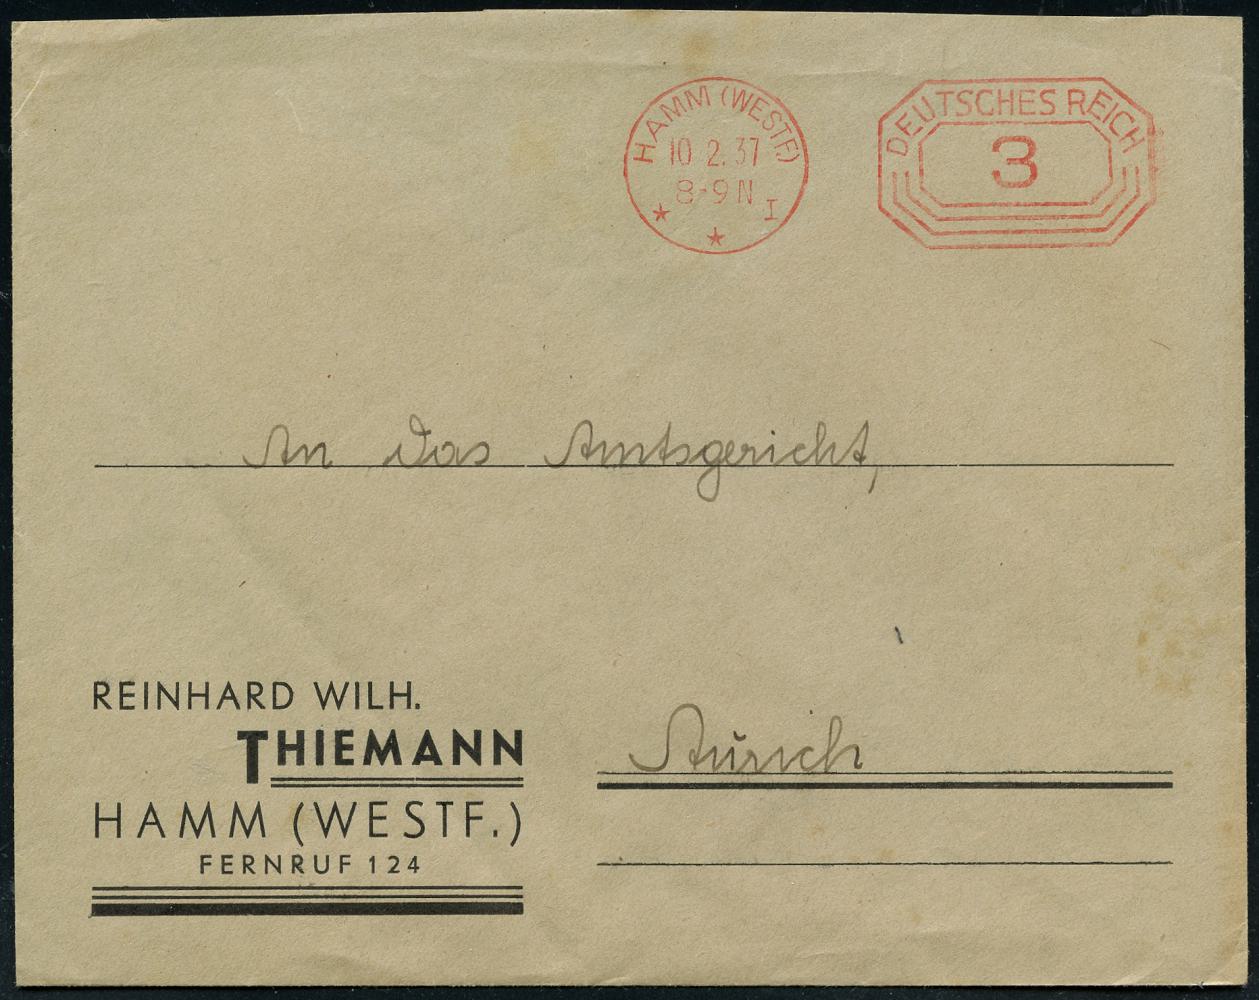 HAMM (WESTF)
10 2.37
8-9 N
I
DEUTSCHES REICH
3
An das Amtsgericht,
Aurich
REINHARD WILH.
THIEMANN
HAMM (WESTF.)
FERNRUF 124